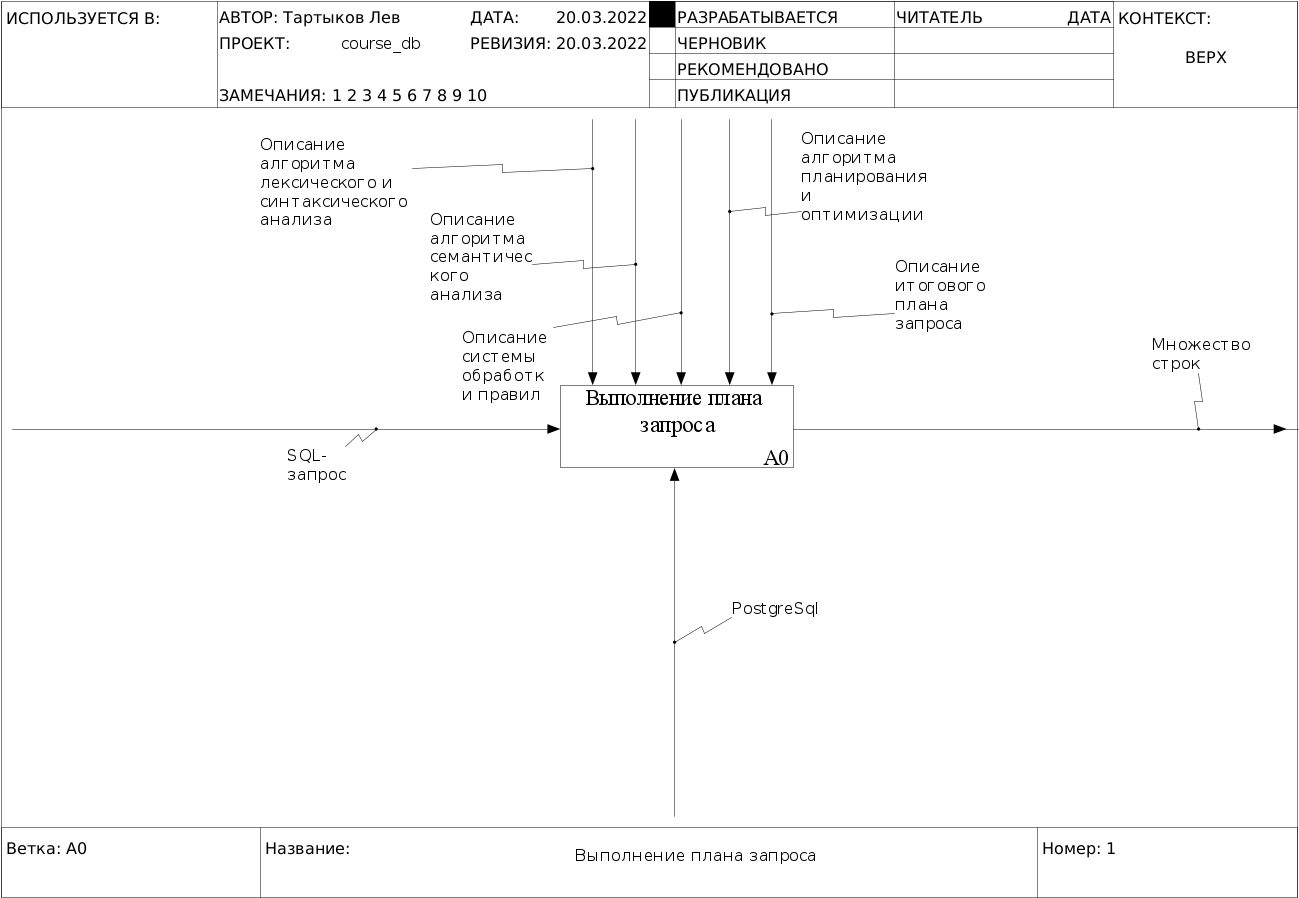 ИСПОЛЬЗУЕТСЯ В:
АВТОР: Тартыков Лев
ДАТА: 20.03.2022
ПРОЕКТ: course_db
РЕВИЗИЯ: 20.03.2022
ЗАМЕЧАНИЯ: 1 2 3 4 5 6 7 8 9 10
РАЗРАБАТЫВАЕТСЯ
ЧЕРНОВИК
РЕКОМЕНДОВАНО
ПУБЛИКАЦИЯ
ЧИТАТЕЛЬ
ДАТА
КОНТЕКСТ:
ВЕРХ
Описание
алгоритма
лексического и
синтаксического
анализа
Описание
алгоритма
семантичес
кого
анализа
Описание
системы
обработк
и правил
Описание
алгоритма
планирования
и
оптимизации
Описание
итогового
плана
запроса
Множество
строк
Выполнение плана
запроса
A0
SQL-
запрос
PostgreSql
Ветка: A0
Название:
Выполнение плана запроса
Номер: 1